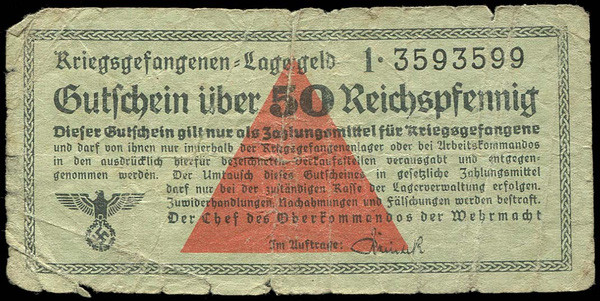 Kriegsgefangenen-Lagergeld
1·3593599
Gutschein über 50 Reichspfennig
Dieser Gutschein gilt nur als Zahlungsmittel für Kriegsgefangene
und darf von ihnen nur innerhalb der Kriegsgefangenenlager oder bei Arbeitskommandos
in den ausdrücklich hierfür bezeichneten Verkaufsstellen verausgabt und entgegen-
genommen werden. Der Umtausch dieses Gutscheines in gesetzliche Zahlungsmittel
darf nur bei der zuständigen Kasse der Lagerverwaltung erfolgen.
Zuwiderhandlungen, Nachahmungen und Fälschungen werden bestraft.
Der Chef des Oberkommandos der Wehrmacht
Im Auftrage: